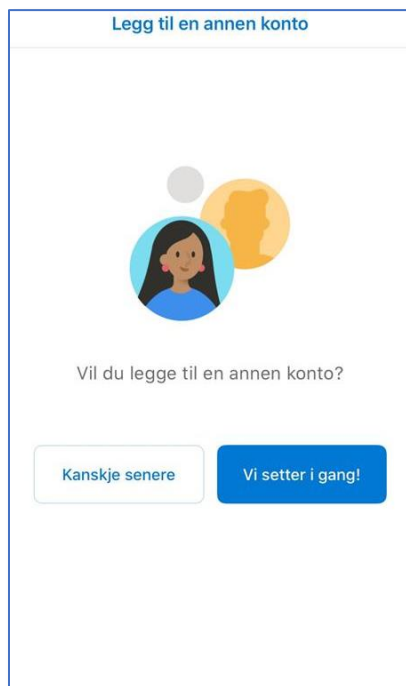 Legg til en annen konto
Vil du legge til en annen konto?
Kanskje senere
Vi setter i gang!